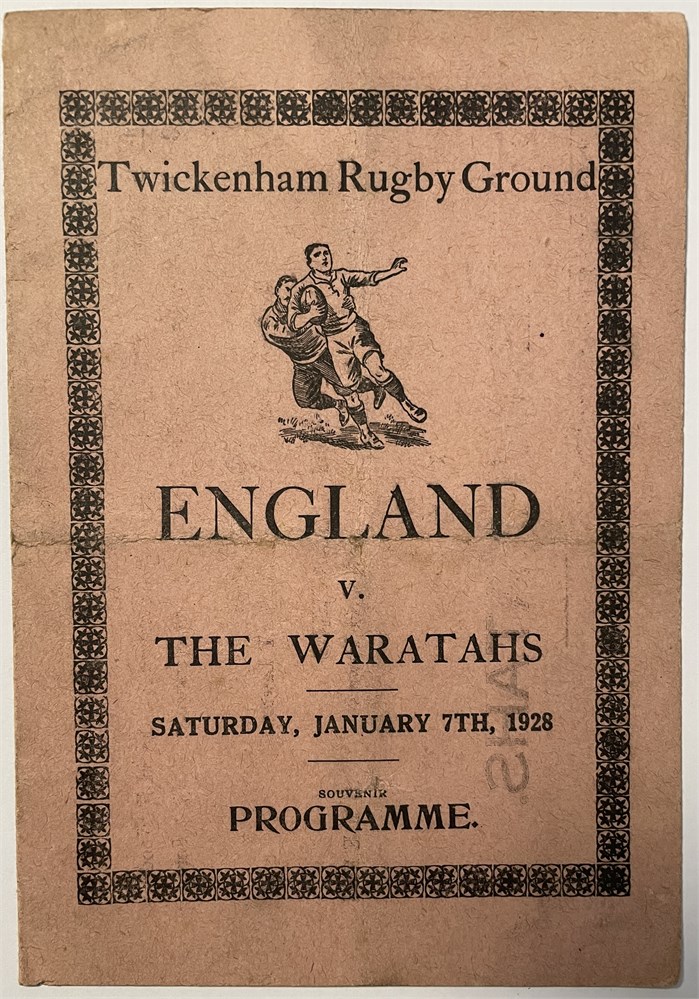 Twickenham Rugby Ground
ENGLAND
v.
THE WARATAHS
SATURDAY, JANUARY 7TH, 1928
SOUVENIR
PROGRAMME.